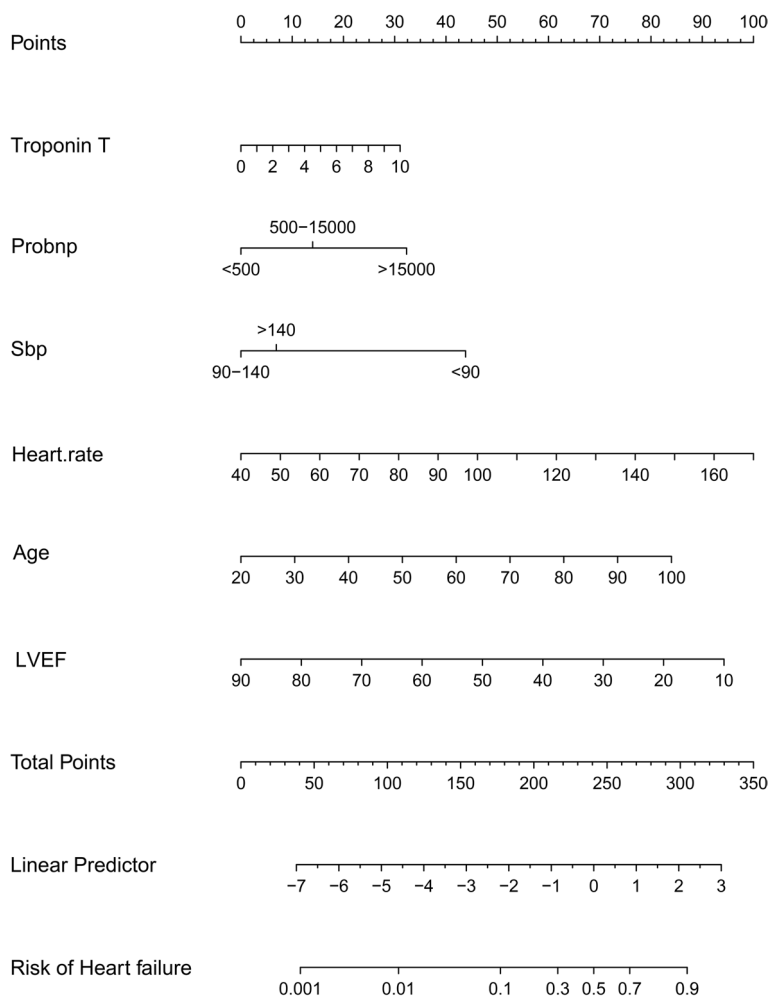 0 10 20 30 40 50 60 70 80 90 100
Points
Troponin T
0 2 4 6 8 10
500−15000
Probnp
<500 >15000
>140
Sbp
90−140 <90
Heart.rate
40 50 60 70 80 90 100 120 140 160
Age
20 30 40 50 60 70 80 90 100
LVEF
90 80 70 60 50 40 30 20 10
Total Points
0 50 100 150 200 250 300 350
Linear Predictor
−7 −6 −5 −4 −3 −2 −1 0 1 2 3
Risk of Heart failure
0.001 0.01 0.1 0.3 0.5 0.7 0.9